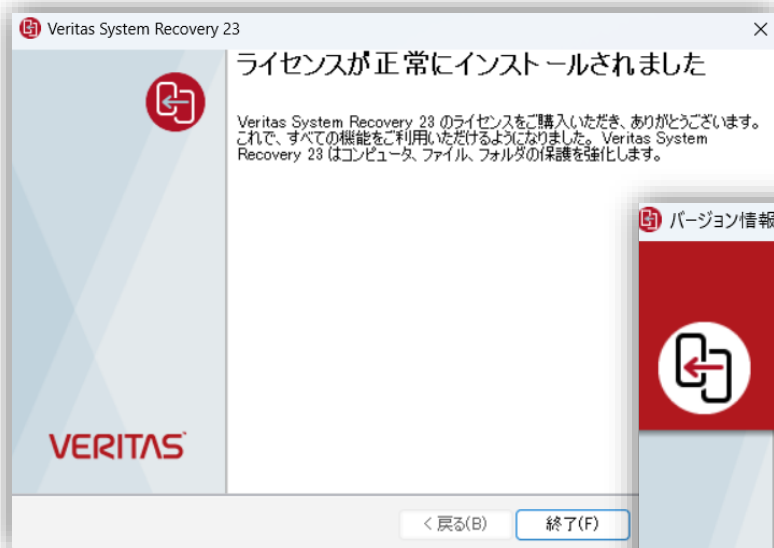 Veritas System Recovery 23
ライセンスが正常にインストールされました
Veritas System Recovery 23 のライセンスをご購入いただき、ありがとうございます。
これで、すべての機能をご利用いただけるようになりました。 Veritas System
Recovery 23 はコンピュータ、ファイル、フォルダの保護を強化します。
バージョン情報
VERITAS
< 戻る(B)
終了(F)